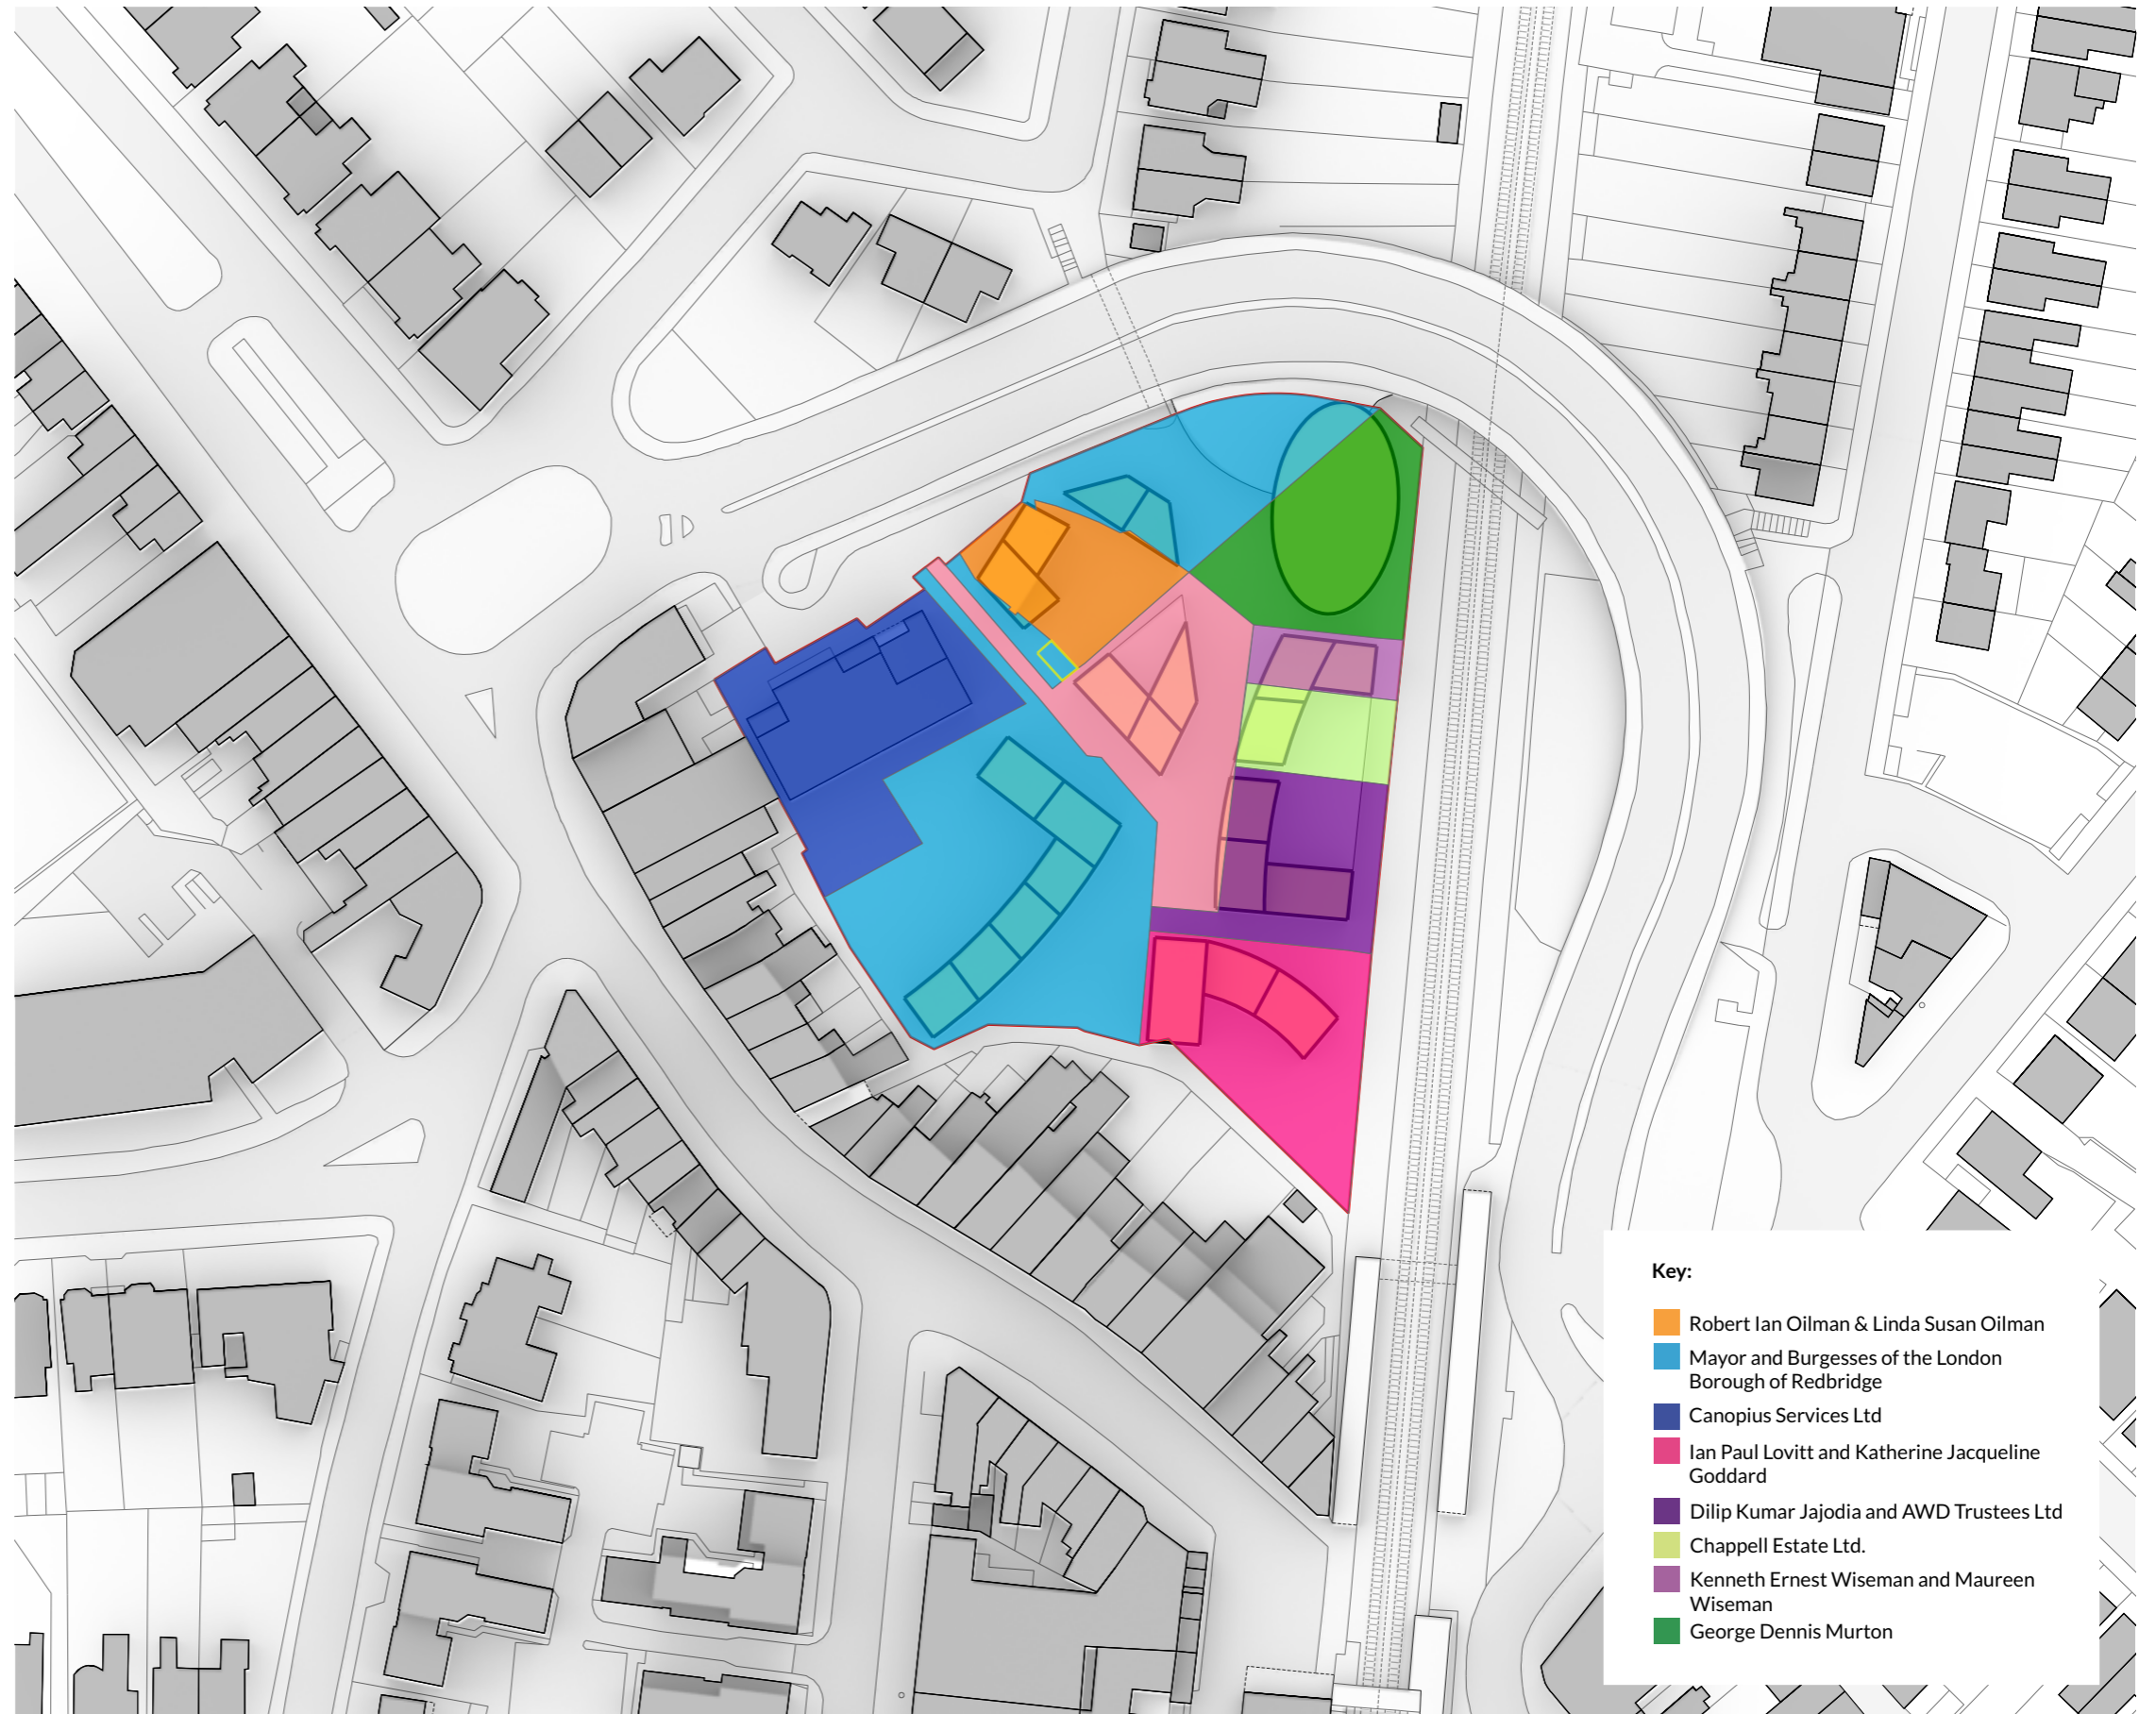 Key:
Robert Ian Oilman & Linda Susan Oilman
Mayor and Burgesses of the London
Borough of Redbridge
Canopius Services Ltd
Ian Paul Lovitt and Katherine Jacqueline
Goddard
Dilip Kumar Jajodia and AWD Trustees Ltd
Chappell Estate Ltd.
Kenneth Ernest Wiseman and Maureen
Wiseman
George Dennis Murton